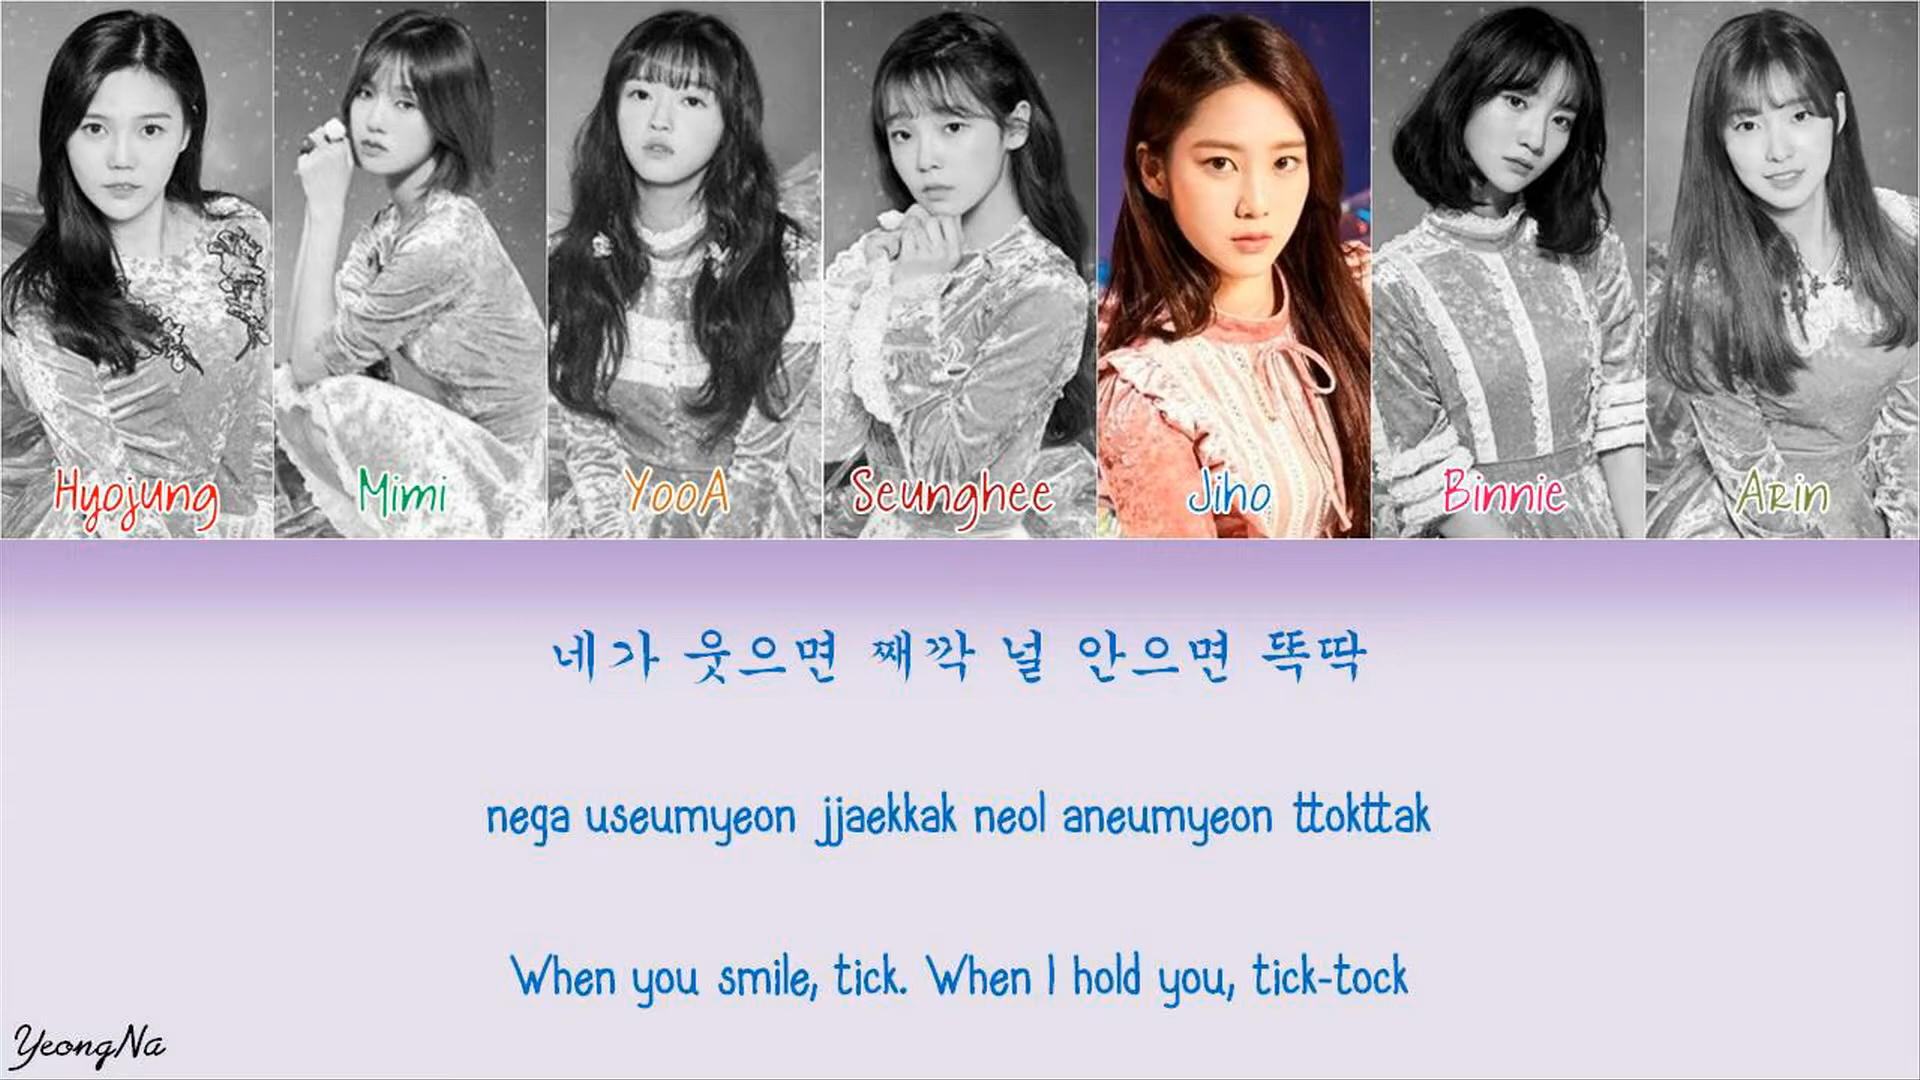 Hyojung Mimi YooA Seunghee Jiho Binnie Arin
네가 웃으면 째깍 널 안으면 똑딱
nega useumyeon jjaekkak neol aneumyeon ttokttak
When you smile, tick. When I hold you, tick-tock
YeongNa